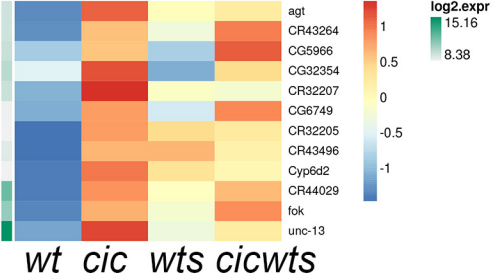 log2.expr
15.16
8.38
agt
CR43264
CG5966
CG32354
CR32207
CG6749
CR32205
CR43496
Cyp6d2
CR44029
fok
unc-13
1
0.5
0
-0.5
-1
wt cic wts cicwts